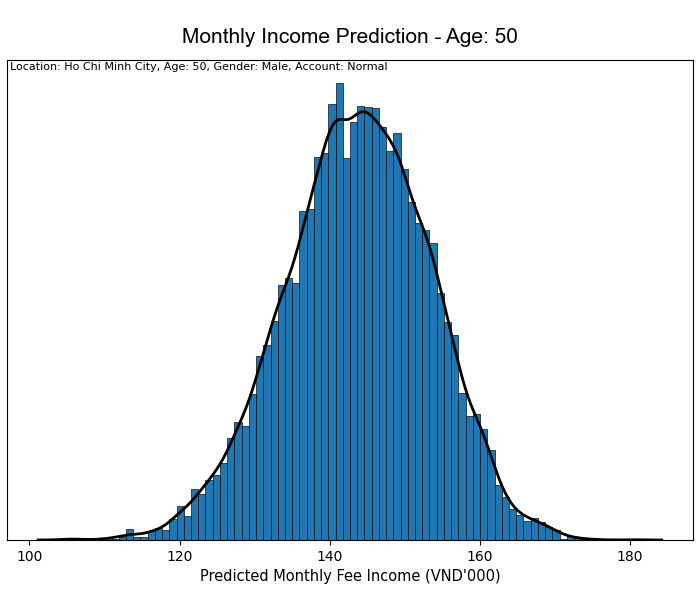 Monthly Income Prediction - Age: 50
Location: Ho Chi Minh City, Age: 50, Gender: Male, Account: Normal
100 120 140 160 180
Predicted Monthly Fee Income (VND'000)